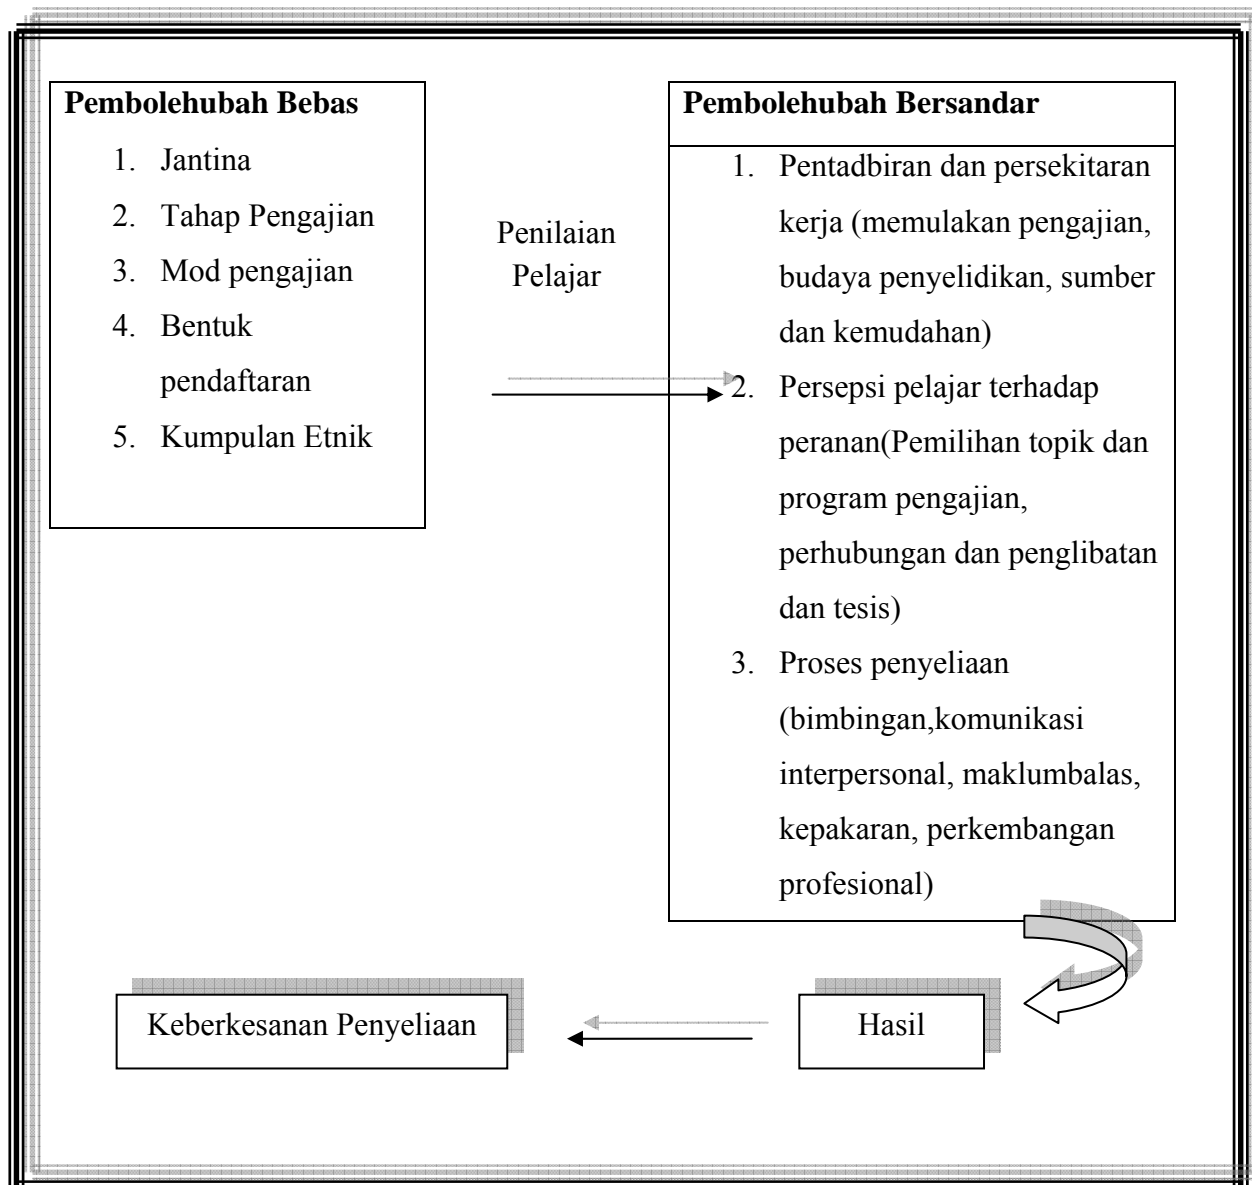 Pembolehubah Bebas
1. Jantina
2. Tahap Pengajian
3. Mod pengajian
4. Bentuk
pendaftaran
5. Kumpulan Etnik
Penilaian
Pelajar
Pembolehubah Bersandar
1. Pentadbiran dan persekitaran
kerja (memulakan pengajian,
budaya penyelidikan, sumber
dan kemudahan)
2. Persepsi pelajar terhadap
peranan(Pemilihan topik dan
program pengajian,
perhubungan dan penglibatan
dan tesis)
3. Proses penyeliaan
(bimbingan,komunikasi
interpersonal, maklumbalas,
kepakaran, perkembangan
profesional)
Hasil
Keberkesanan Penyeliaan